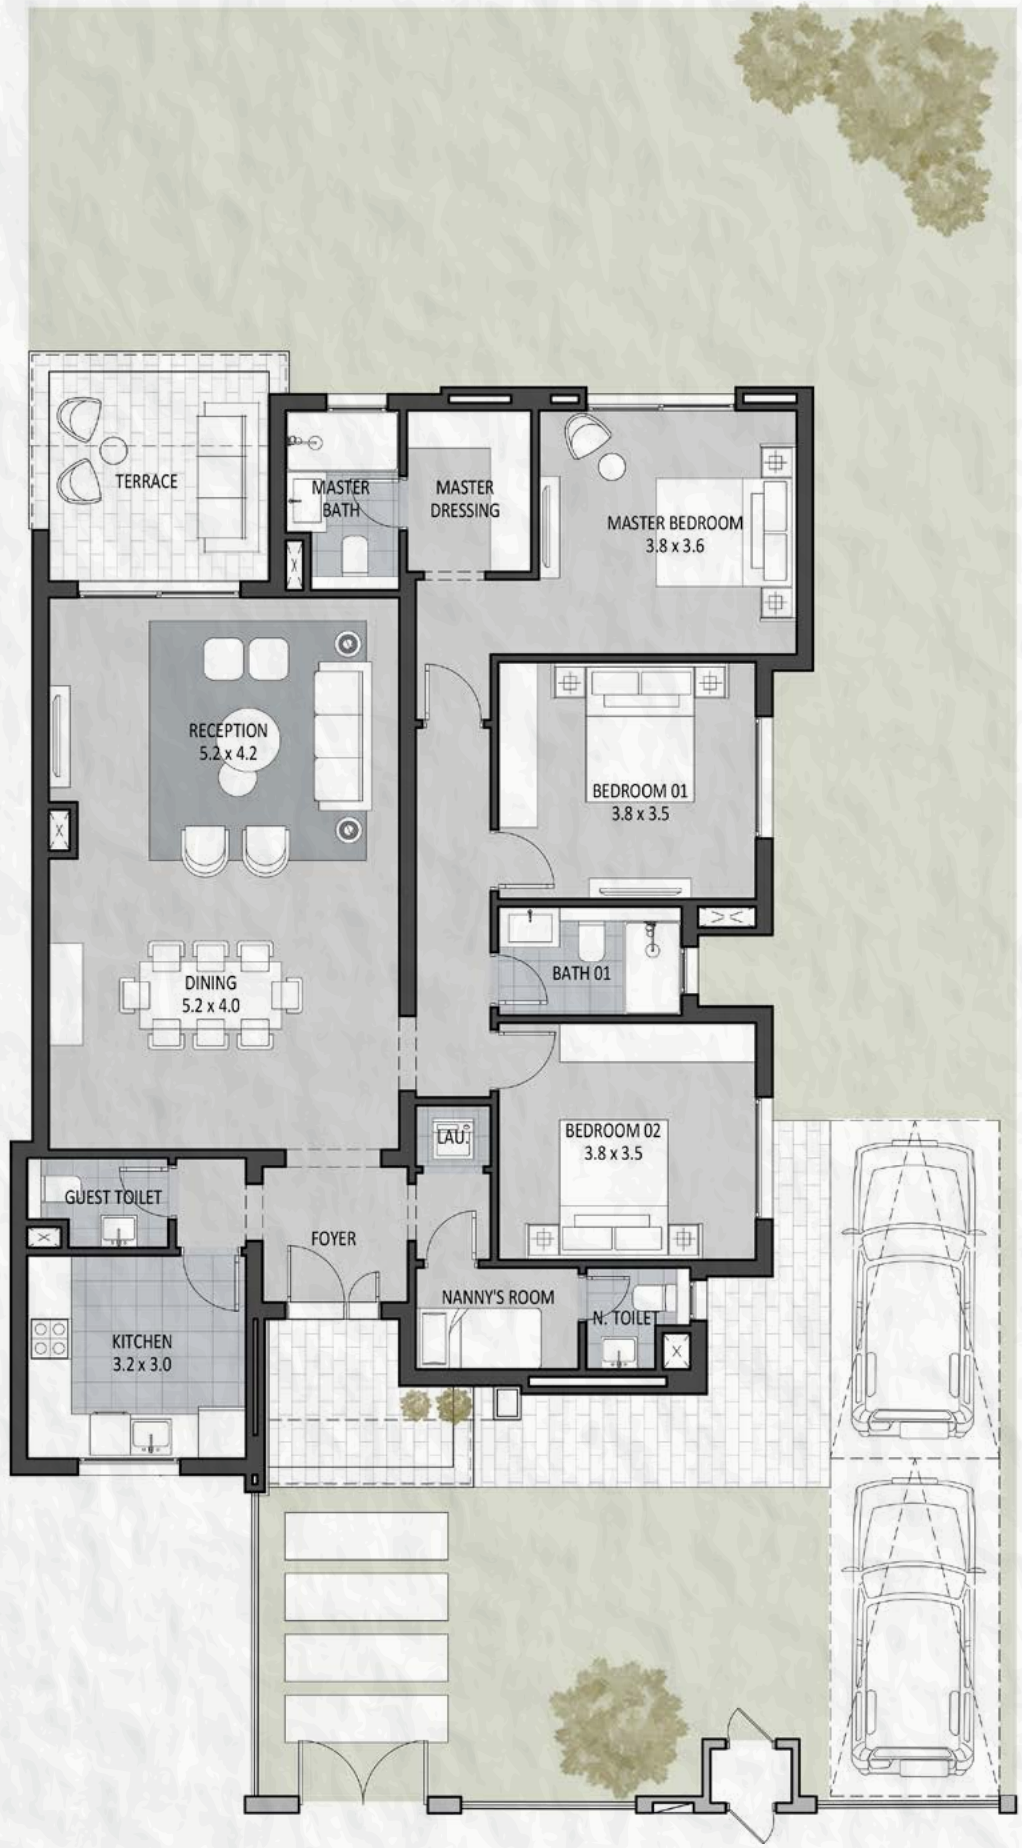 TERRACE
MASTER
BATH
MASTER
DRESSING
MASTER BEDROOM
3.8 x 3.6
RECEPTION
5.2 x 4.2
BEDROOM 01
3.8 x 3.5
DINING
5.2 x 4.0
BATH 01
LAU.
BEDROOM 02
3.8 x 3.5
GUEST TOILET
FOYER
NANNY'S ROOM
N. TOILET
KITCHEN
3.2 x 3.0